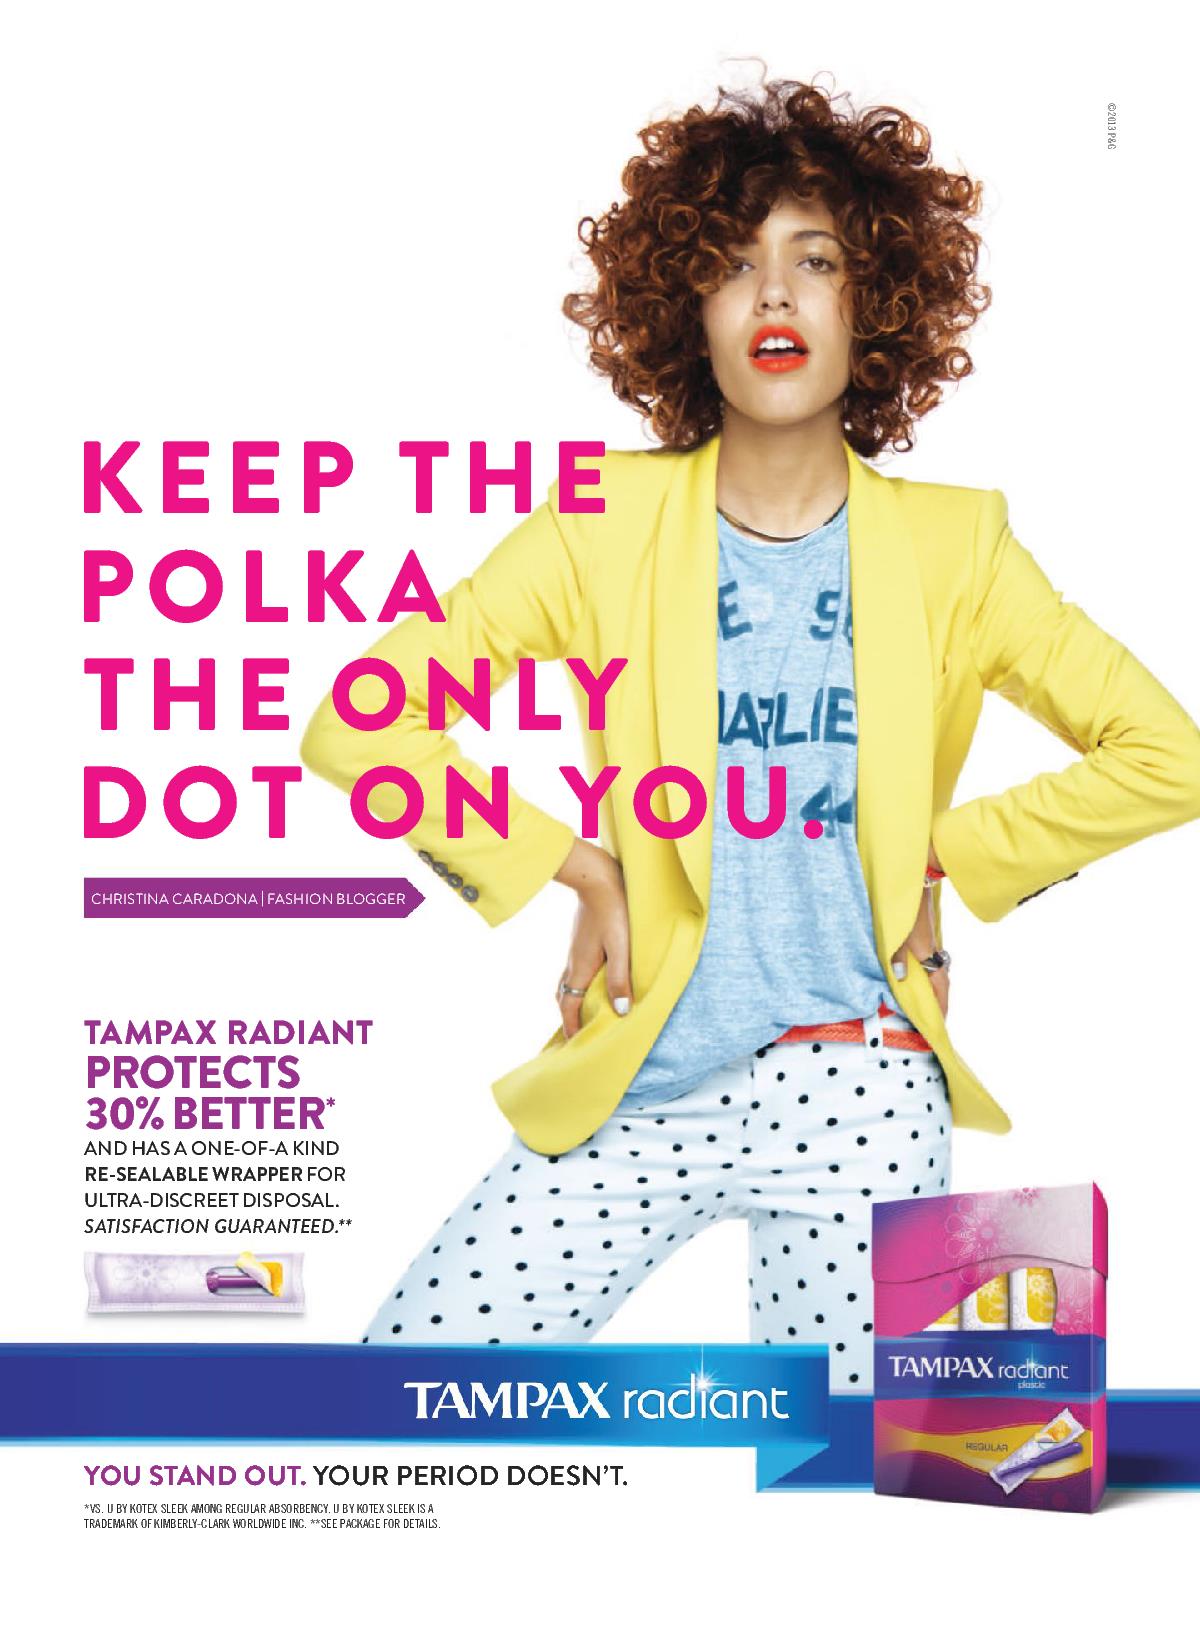 ©2013 P&G
KEEP THE
POLKA
THE ONLY
DOT ON YOU.
CHRISTINA CARADONA | FASHION BLOGGER
TAMPAX RADIANT
PROTECTS
30% BETTER*
AND HAS A ONE-OF-A KIND
RE-SEALABLE WRAPPER FOR
ULTRA-DISCREET DISPOSAL.
SATISFACTION GUARANTEED.**
TAMPAX radiant
TAMPAX radiant
plastic
REGULAR
YOU STAND OUT. YOUR PERIOD DOESN'T.
*VS. U BY KOTEX SLEEK AMONG REGULAR ABSORBENCY. U BY KOTEX SLEEK IS A
TRADEMARK OF KIMBERLY-CLARK WORLDWIDE INC. **SEE PACKAGE FOR DETAILS.